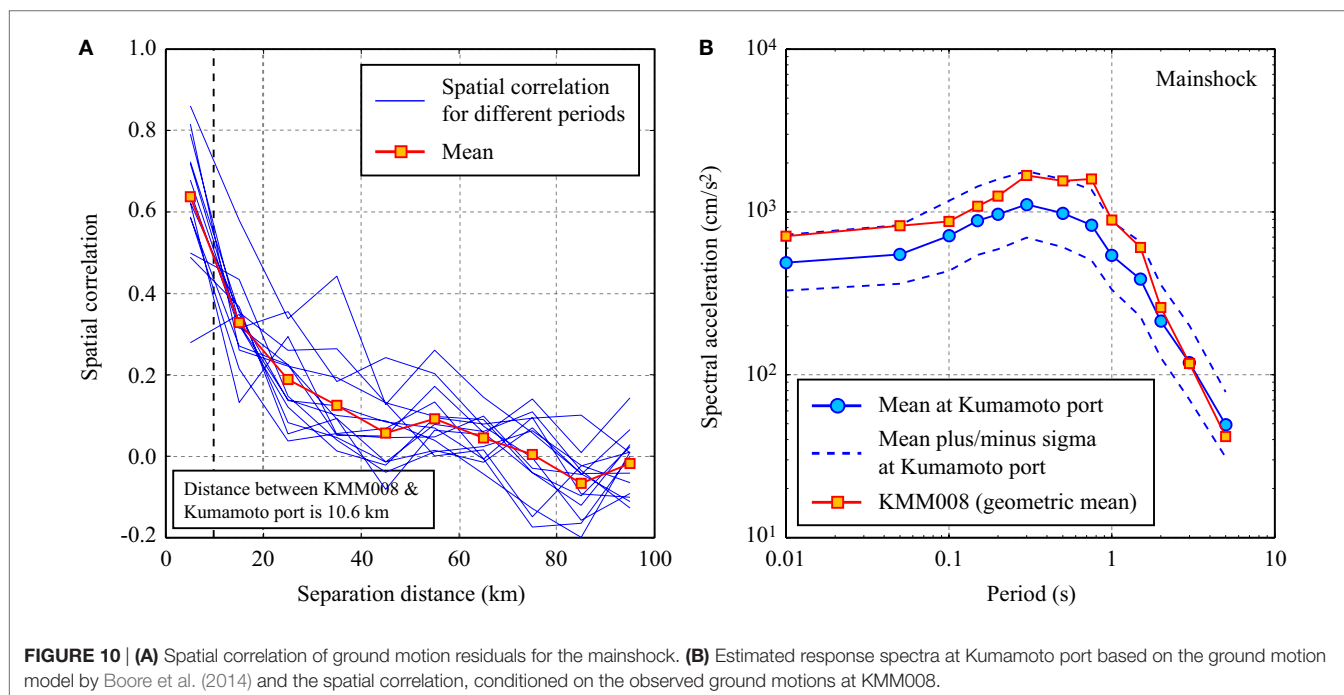 A
1.0
0.8
0.6
0.4
0.2
0.0
-0.2
Spatial correlation
Spatial correlation
for different periods
Mean
Distance between KMM008 &
Kumamoto port is 10.6 km
0 20 40 60 80 100
Separation distance (km)
B
10⁴
10³
10²
10¹
Spectral acceleration (cm/s²)
Mainshock
Mean at Kumamoto port
Mean plus/minus sigma
at Kumamoto port
KMM008 (geometric mean)
0.01 0.1 1 10
Period (s)
FIGURE 10 | (A) Spatial correlation of ground motion residuals for the mainshock. (B) Estimated response spectra at Kumamoto port based on the ground motion
model by Boore et al. (2014) and the spatial correlation, conditioned on the observed ground motions at KMM008.